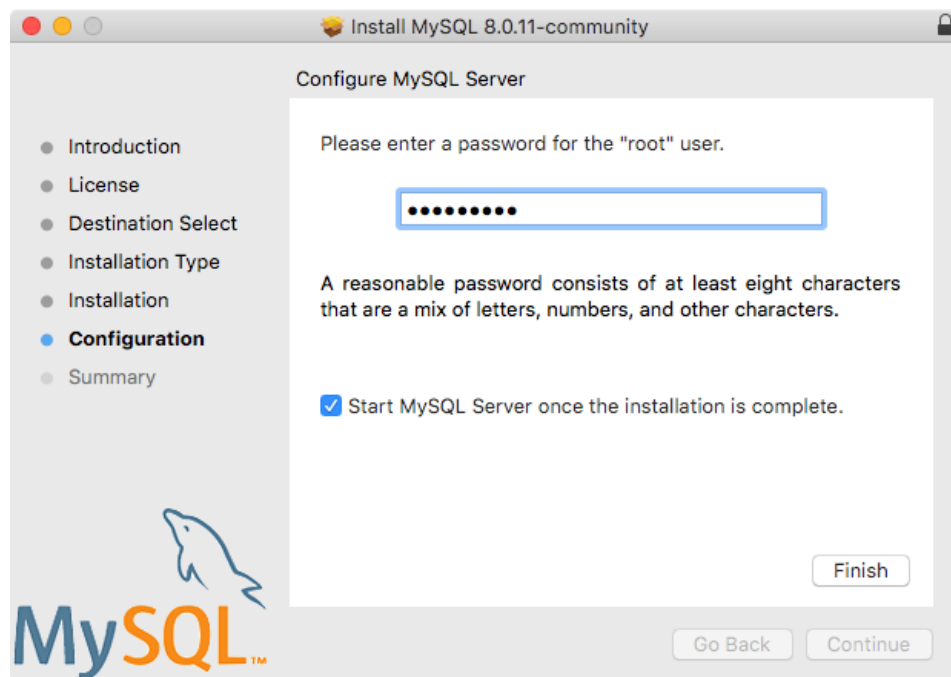 Install MySQL 8.0.11-community
Configure MySQL Server
Introduction
License
Destination Select
Installation Type
Installation
Configuration
Summary
Please enter a password for the "root" user.
•••••••••
A reasonable password consists of at least eight characters
that are a mix of letters, numbers, and other characters.
Start MySQL Server once the installation is complete.
Finish
MySQL™
Go Back
Continue